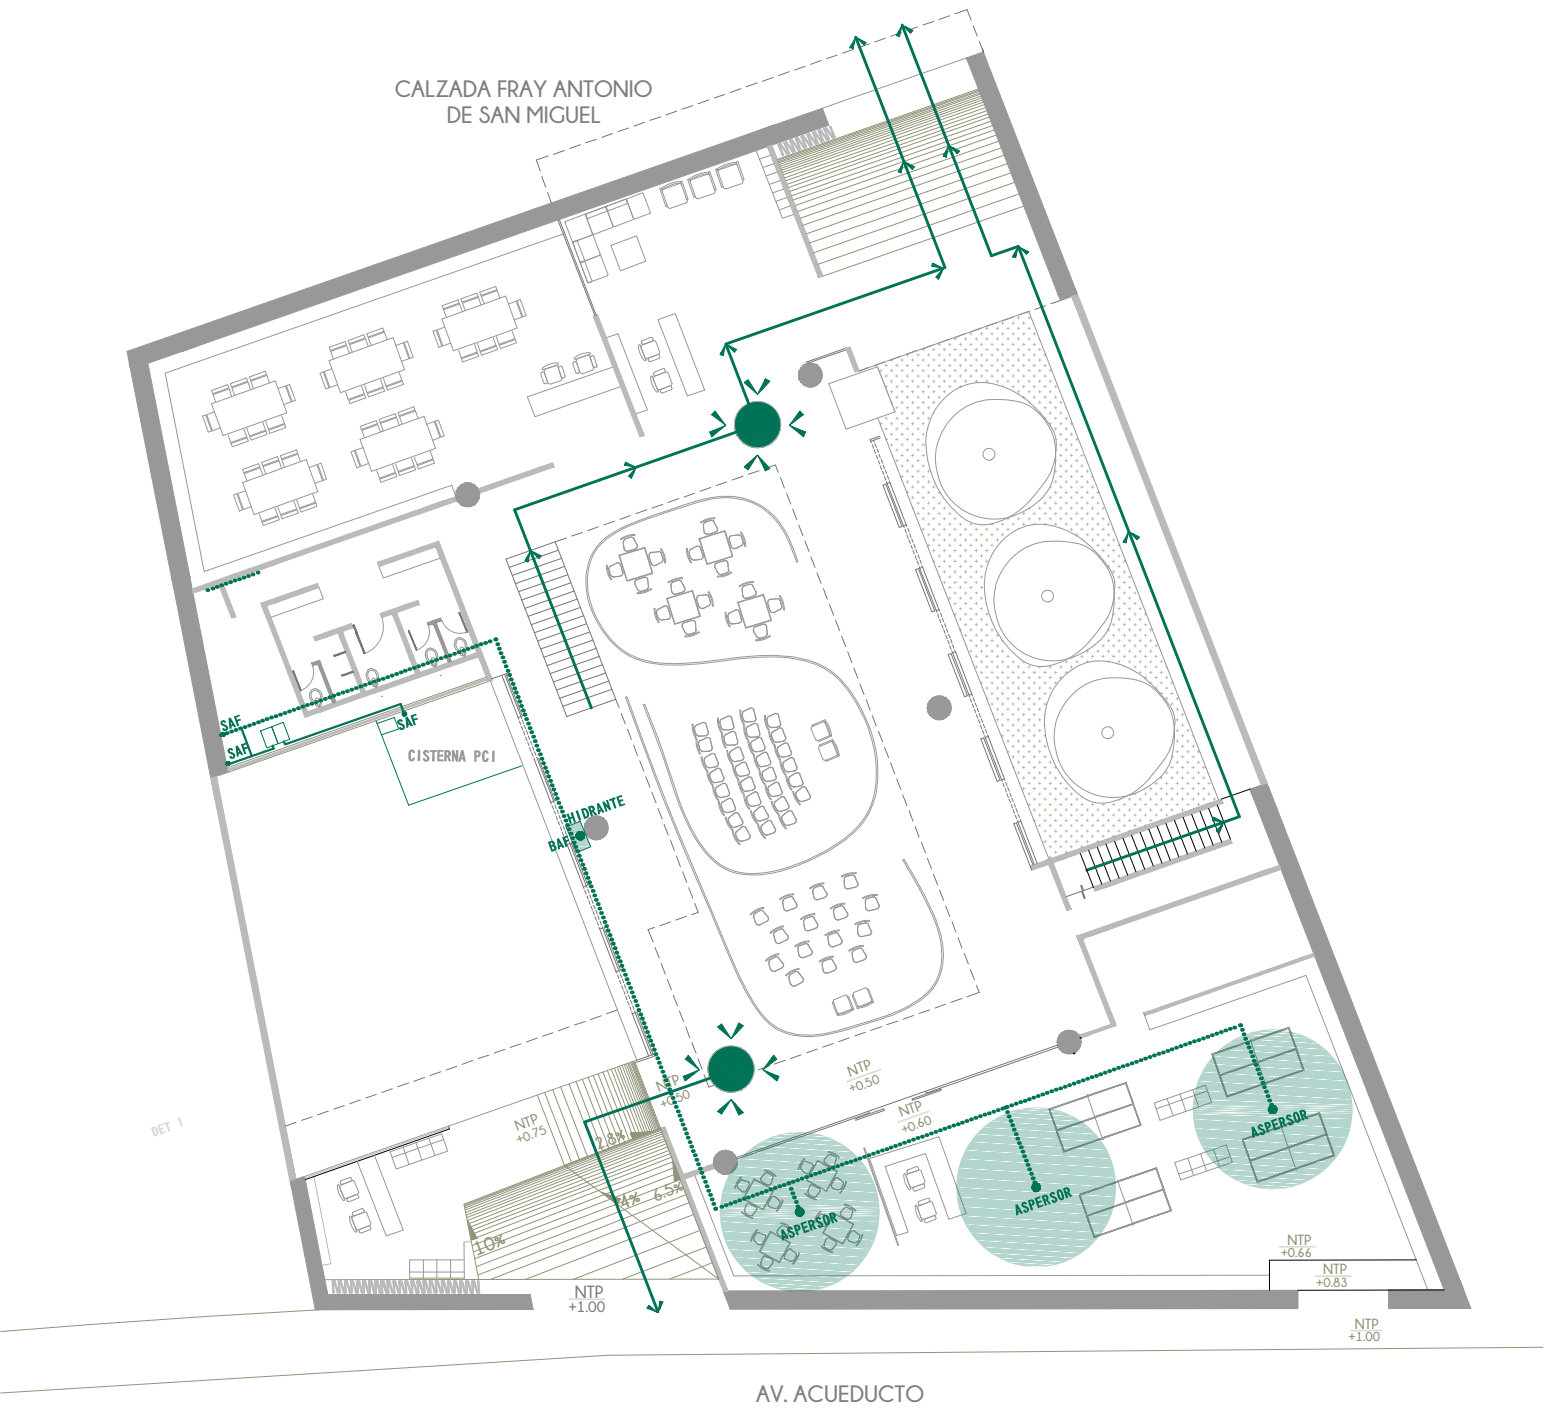 CALZADA FRAY ANTONIO
DE SAN MIGUEL
SAF
SAF
SAF
CISTERNA PCI
HIDRANTE
BAF
NTP
+0.50
NTP
+0.50
NTP
+0.60
NTP
+0.75
DET 1
2.8%
4%
6.5%
10%
ASPERSOR
ASPERSOR
ASPERSOR
NTP
+0.66
NTP
+0.83
NTP
+1.00
NTP
+1.00
AV. ACUEDUCTO